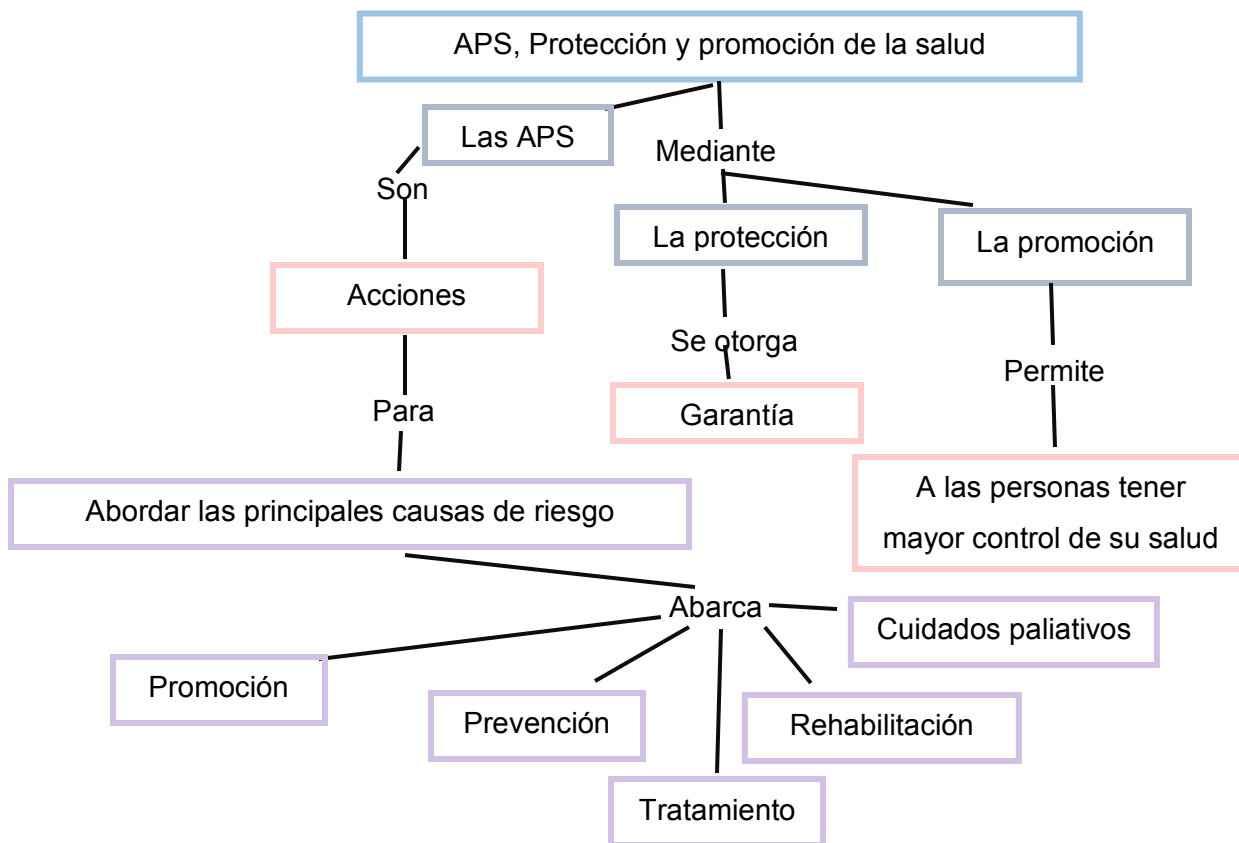 APS, Protección y promoción de la salud
Las APS
Mediante
Son
La protección
La promoción
Acciones
Se otorga
Permite
Para
Garantía
A las personas tener
mayor control de su salud
Abordar las principales causas de riesgo
Abarca
Cuidados paliativos
Promoción
Prevención
Rehabilitación
Tratamiento